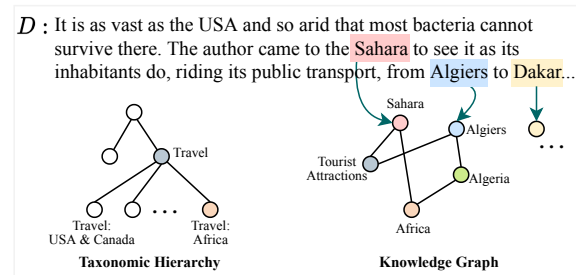 D : It is as vast as the USA and so arid that most bacteria cannot
survive there. The author came to the Sahara to see it as its
inhabitants do, riding its public transport, from Algiers to Dakar...
Sahara
Algiers
...
Travel
Tourist
Attractions
Algeria
...
Travel:
USA & Canada
Travel:
Africa
Africa
Taxonomic Hierarchy
Knowledge Graph